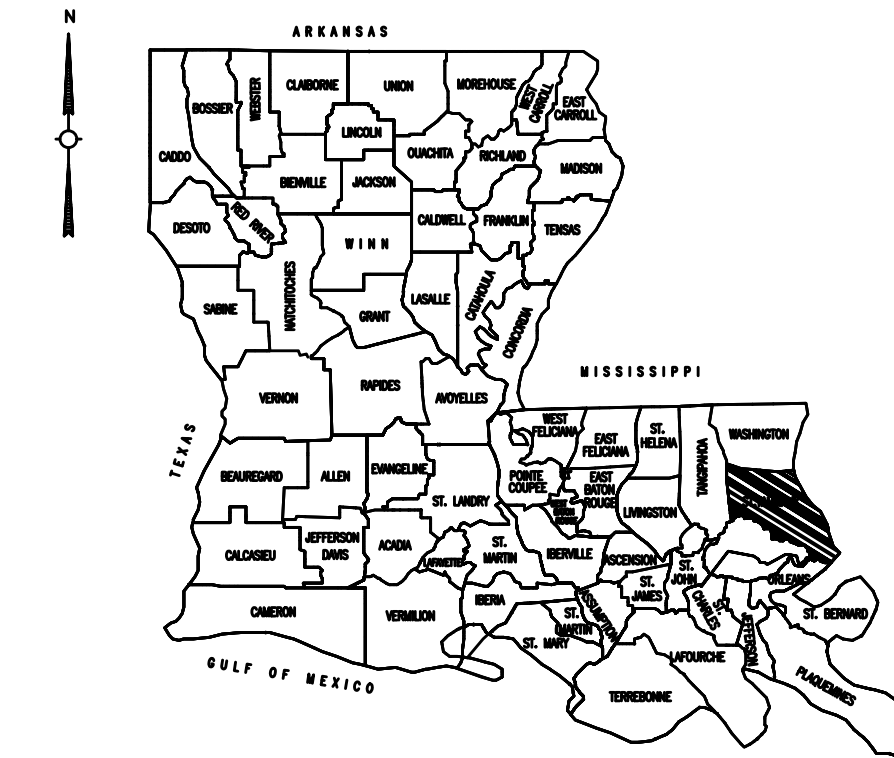 N
ARKANSAS
CADDO
BOSSIER
WEBSTER
CLAIBORNE
UNION
MOREHOUSE
WEST
CARROLL
EAST
CARROLL
LINCOLN
OUACHITA
RICHLAND
MADISON
BIENVILLE
JACKSON
DESOTO
RED RIVER
WINN
CALDWELL
FRANKLIN
TENSAS
SABINE
NATCHITOCHES
GRANT
LASALLE
CATAHOULA
CONCORDIA
MISSISSIPPI
VERNON
RAPIDES
AVOYELLES
TEXAS
WEST
FELICIANA
EAST
FELICIANA
ST.
HELENA
TANGIPAHOA
WASHINGTON
BEAUREGARD
ALLEN
EVANGELINE
ST. LANDRY
POINTE
COUPEE
EAST
BATON
ROUGE
LIVINGSTON
CALCASIEU
JEFFERSON
DAVIS
ACADIA
LAFAYETTE
ST.
MARTIN
IBERVILLE
ASCENSION
ST.
JAMES
ST.
JOHN
ORLEANS
CAMERON
VERMILION
IBERIA
ST.
MARTIN
ST. MARY
ASSUMPTION
ST.
CHARLES
JEFFERSON
ST. BERNARD
LAFOURCHE
TERREBONNE
PLAQUEMINES
GULF OF MEXICO